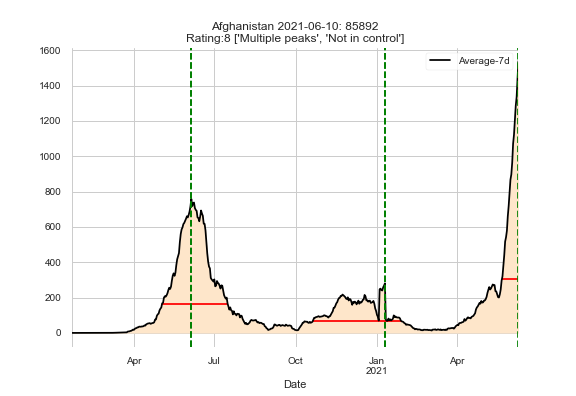 Afghanistan 2021-06-10: 85892
Rating:8 ['Multiple peaks', 'Not in control']
Average-7d
1600
1400
1200
1000
800
600
400
200
0
Apr
Jul
Oct
Jan
2021
Apr
Date